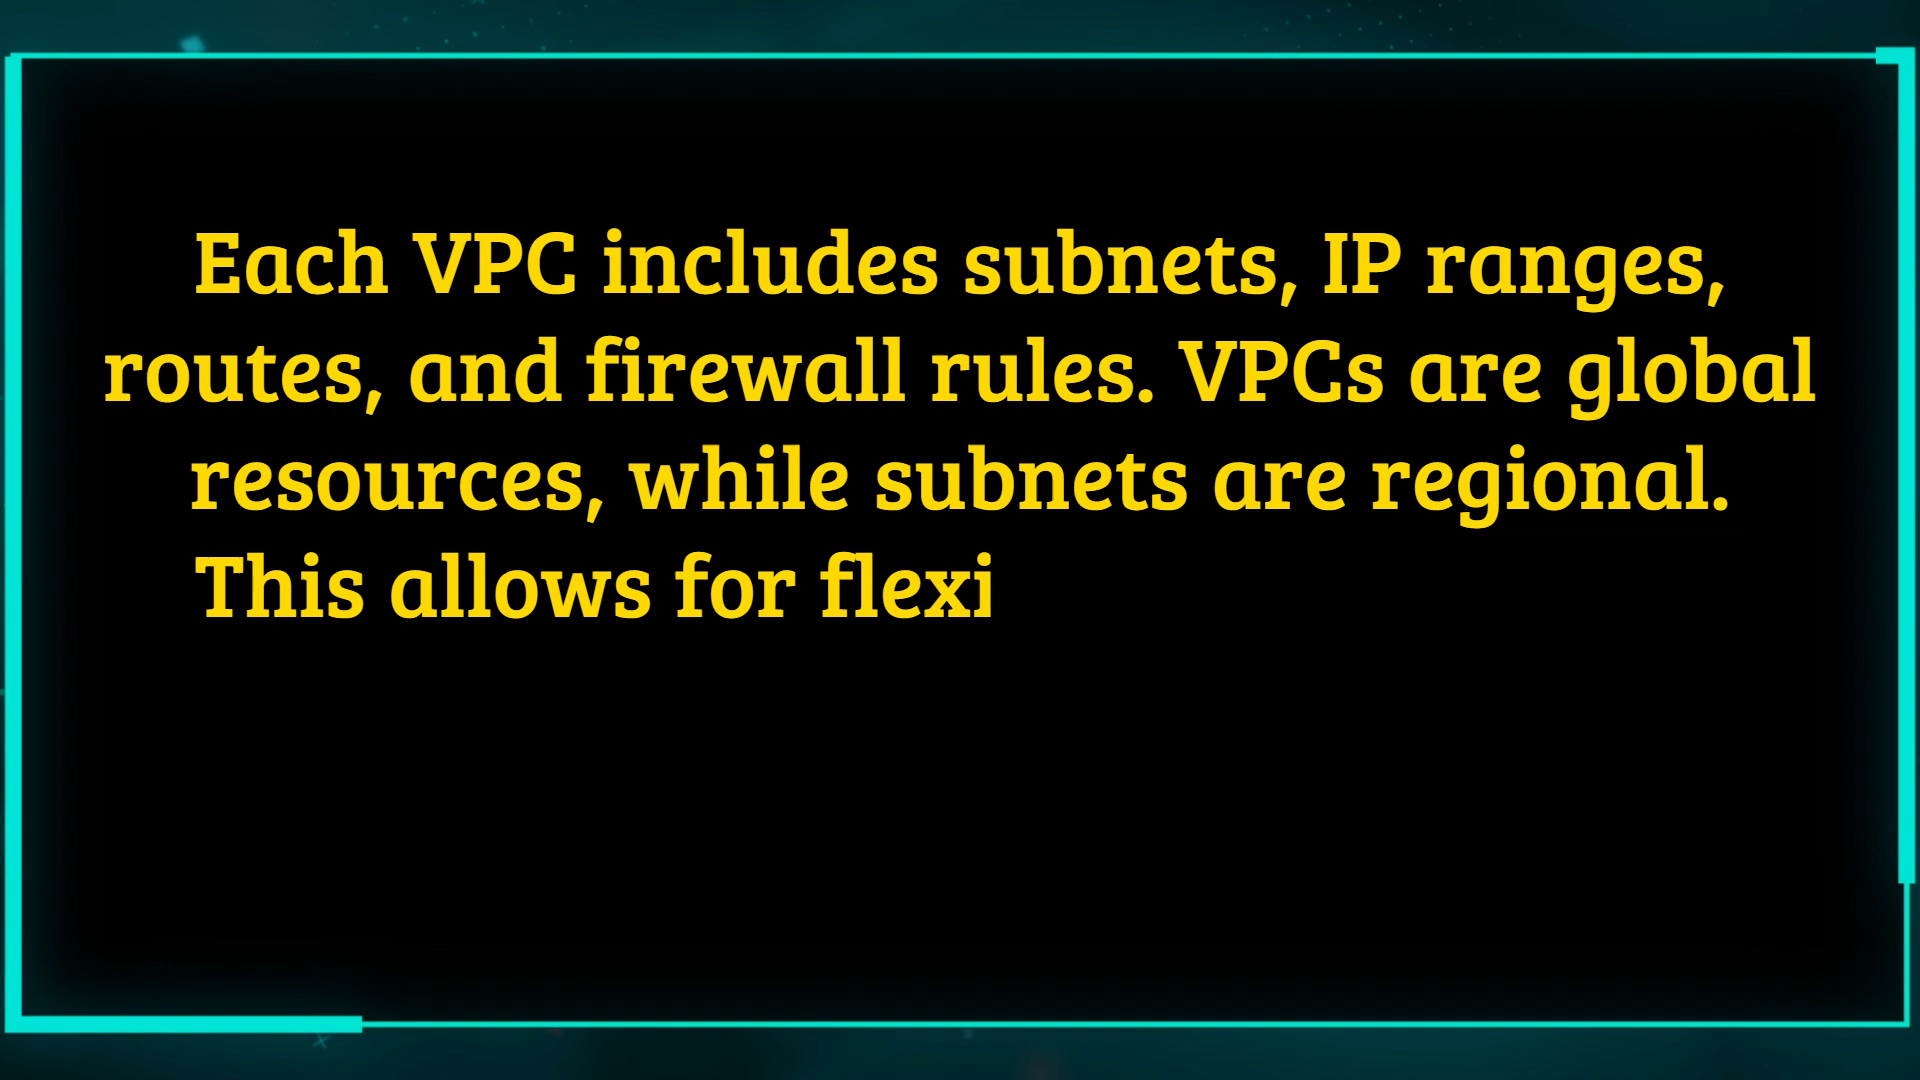 Each VPC includes subnets, IP ranges,
routes, and firewall rules. VPCs are global
resources, while subnets are regional.
This allows for flexi